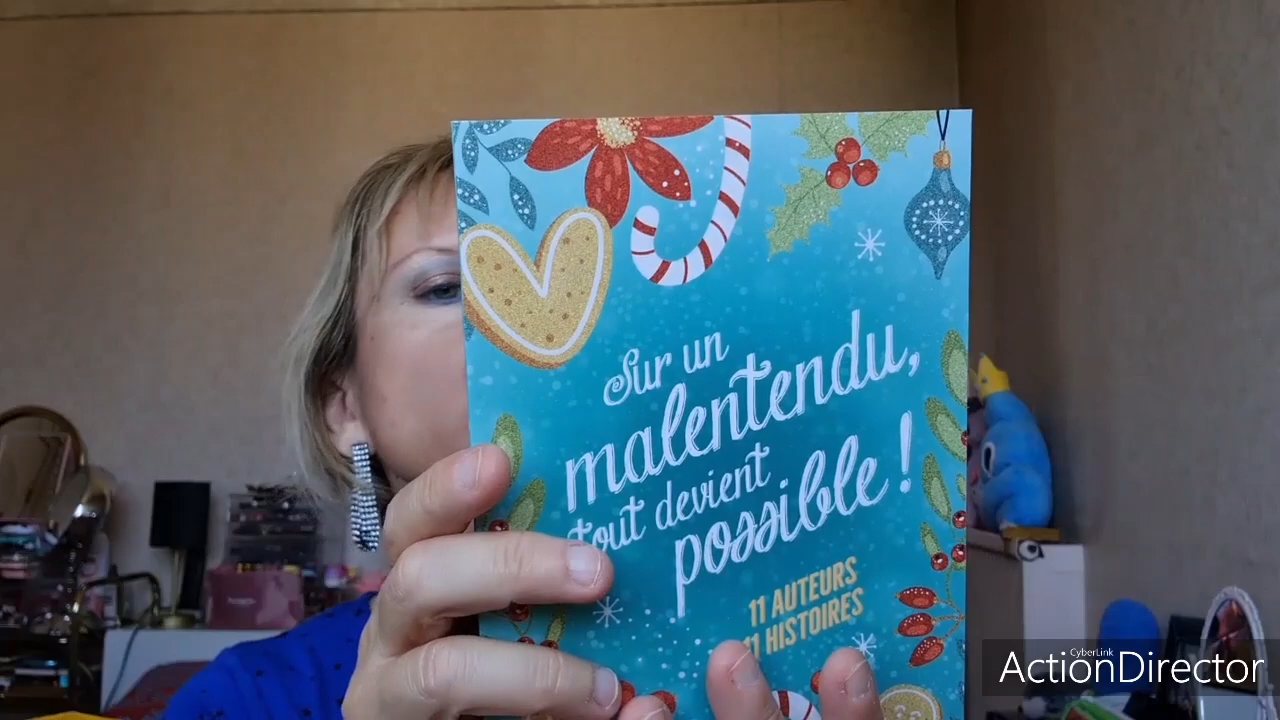 Sur un
malentendu,
tout devient
possible !
11 AUTEURS
11 HISTOIRES
CyberLink
ActionDirector